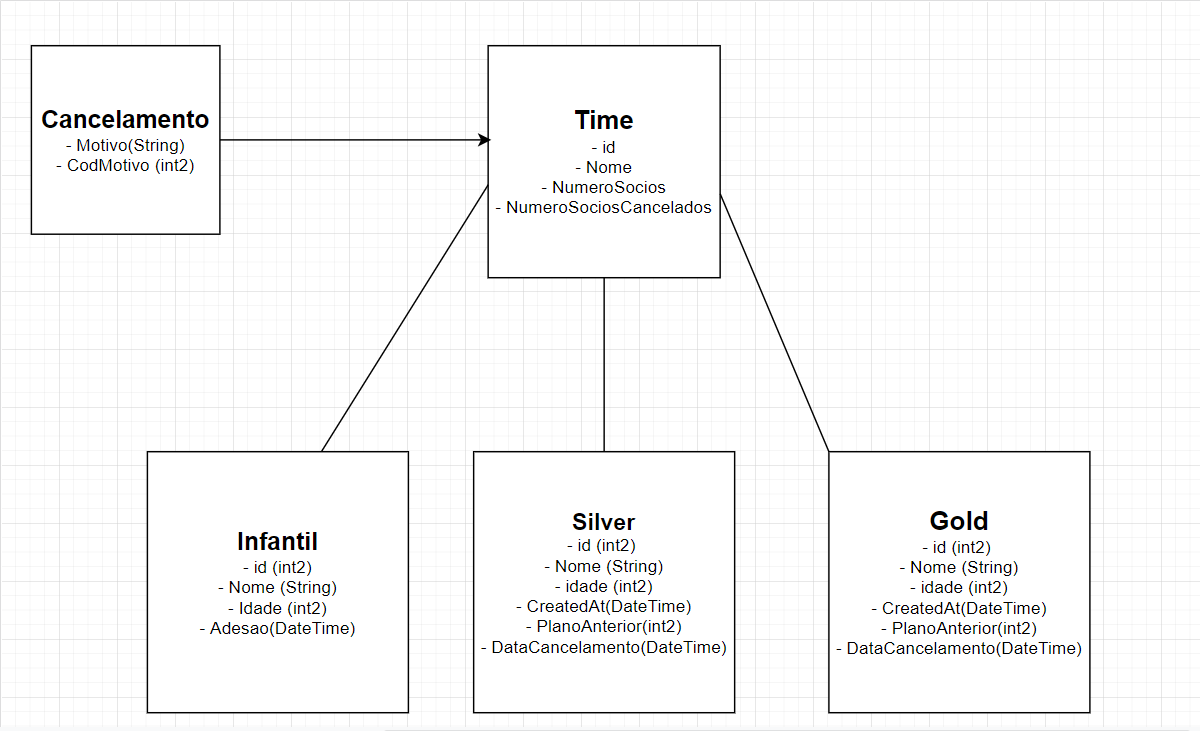 Cancelamento
- Motivo(String)
- CodMotivo (int2)
Time
- id
- Nome
- NumeroSocios
- NumeroSociosCancelados
Infantil
- id (int2)
- Nome (String)
- Idade (int2)
- Adesao(DateTime)
Silver
- id (int2)
- Nome (String)
- idade (int2)
- CreatedAt(DateTime)
- PlanoAnterior(int2)
- DataCancelamento(DateTime)
Gold
- id (int2)
- Nome (String)
- idade (int2)
- CreatedAt(DateTime)
- PlanoAnterior(int2)
- DataCancelamento(DateTime)